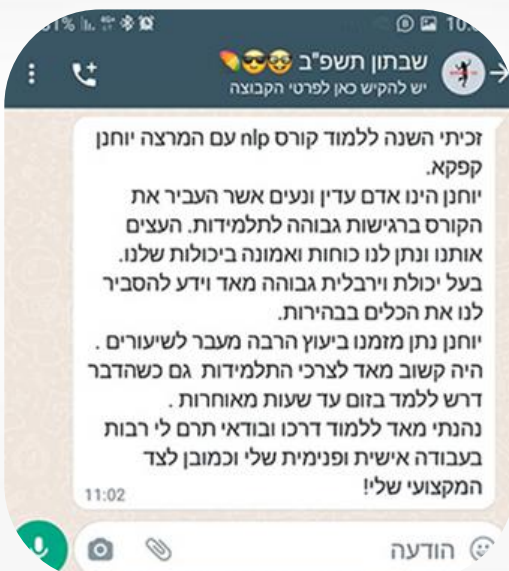 שבתון תשפ"ב
יש להקיש כאן לפרטי הקבוצה
זכיתי השנה ללמוד קורס nlp עם המרצה יוחנן
קפקא.
יוחנן הינו אדם עדין ונעים אשר העביר את
הקורס ברגישות גבוהה לתלמידות. העצים
אותנו ונתן לנו כוחות ואמונה ביכולות שלנו.
בעל יכולת וירבלית גבוהה מאד וידע להסביר
לנו את הכלים בבהירות.
יוחנן נתן מזמנו ביעוץ הרבה מעבר לשיעורים .
היה קשוב מאד לצרכי התלמידות גם כשהדבר
דרש ללמד בזום עד שעות מאוחרות .
נהנתי מאד ללמוד דרכו ובודאי תרם לי רבות
בעבודה אישית ופנימית שלי וכמובן לצד
המקצועי שלי!
11:02
הודעה